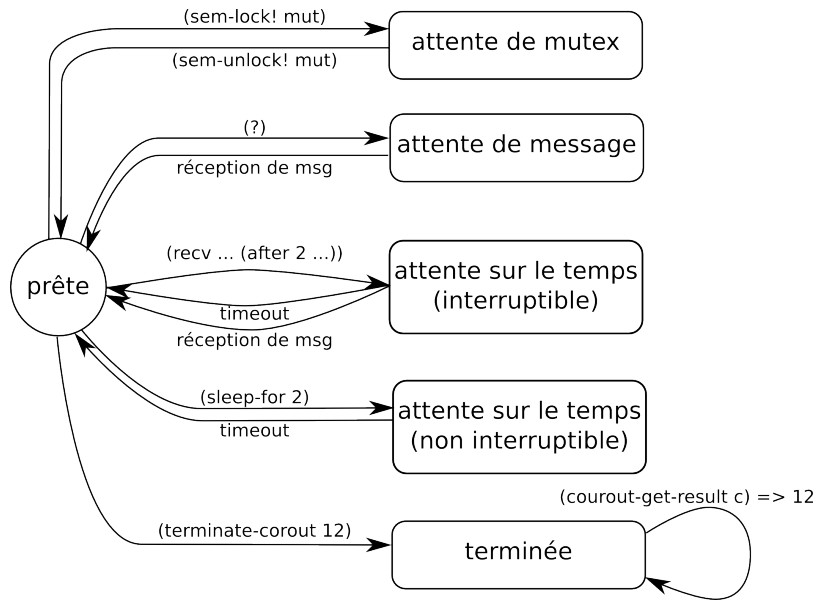 (sem-lock! mut)
attente de mutex
(sem-unlock! mut)
(?)
attente de message
réception de msg
(recv ... (after 2 ...))
prête
attente sur le temps
(interruptible)
timeout
réception de msg
(sleep-for 2)
attente sur le temps
(non interruptible)
timeout
(courout-get-result c) => 12
(terminate-corout 12)
terminée